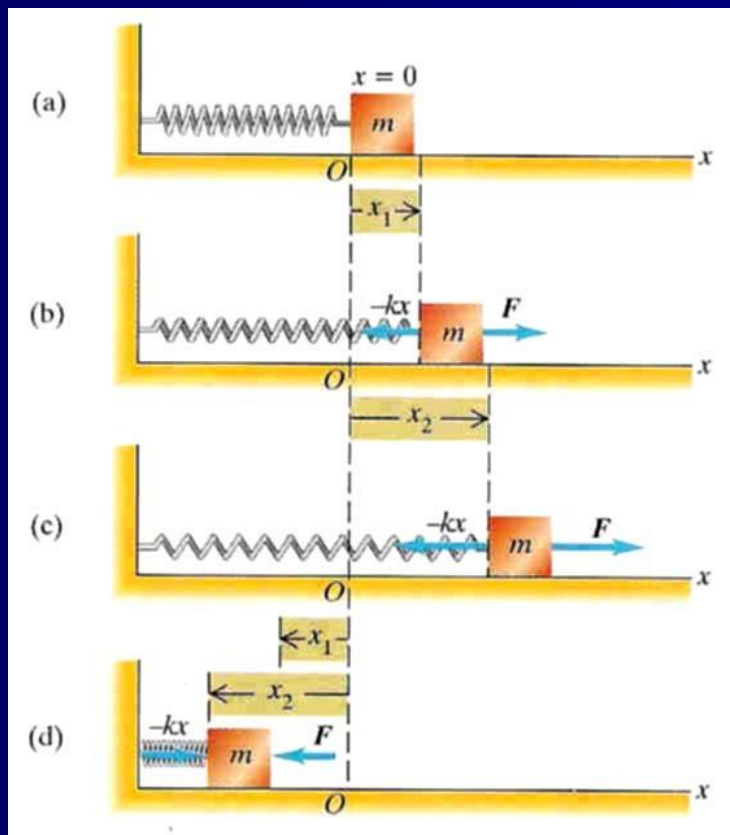 x = 0
(a)
m
x
O
x₁
(b)
–kx
F
m
x
O
x₂
(c)
–kx
F
m
x
O
x₁
x₂
(d)
–kx
F
m
x
O